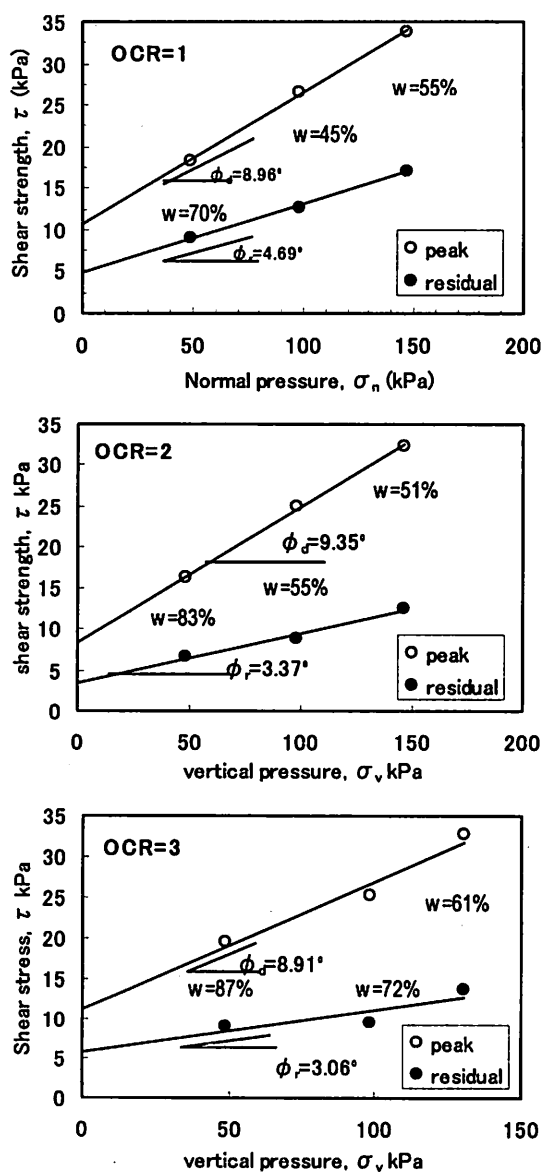 35
OCR=1
30
w=55%
25
20
w=45%
15
ϕd=8.96°
w=70%
10
ϕr=4.69°
5
0
○ peak
● residual
Shear strength, τ (kPa)
0 50 100 150 200
Normal pressure, σn (kPa)
35
OCR=2
30
w=51%
25
20
ϕd=9.35°
15
w=83%
w=55%
10
5
ϕr=3.37°
0
○ peak
● residual
shear strength, τ kPa
0 50 100 150 200
vertical pressure, σv kPa
35
OCR=3
30
25
w=61%
20
15
ϕd=8.91°
w=87%
w=72%
10
5
ϕr=3.06°
0
○ peak
● residual
Shear stress, τ kPa
0 50 100 150
vertical pressure, σv kPa